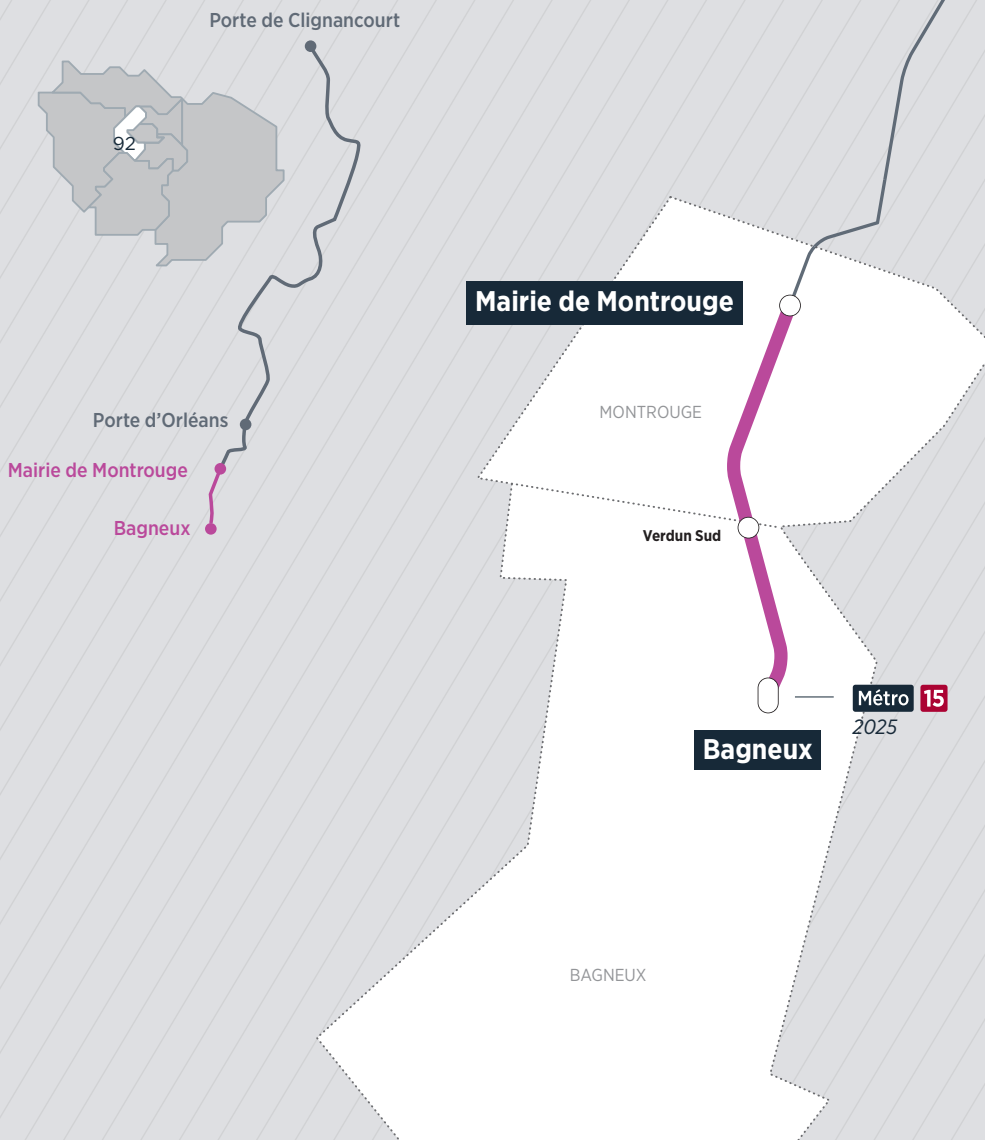 Porte de Clignancourt
92
Mairie de Montrouge
MONTROUGE
Porte d’Orléans
Mairie de Montrouge
Bagneux
Verdun Sud
Métro 15
2025
Bagneux
BAGNEUX